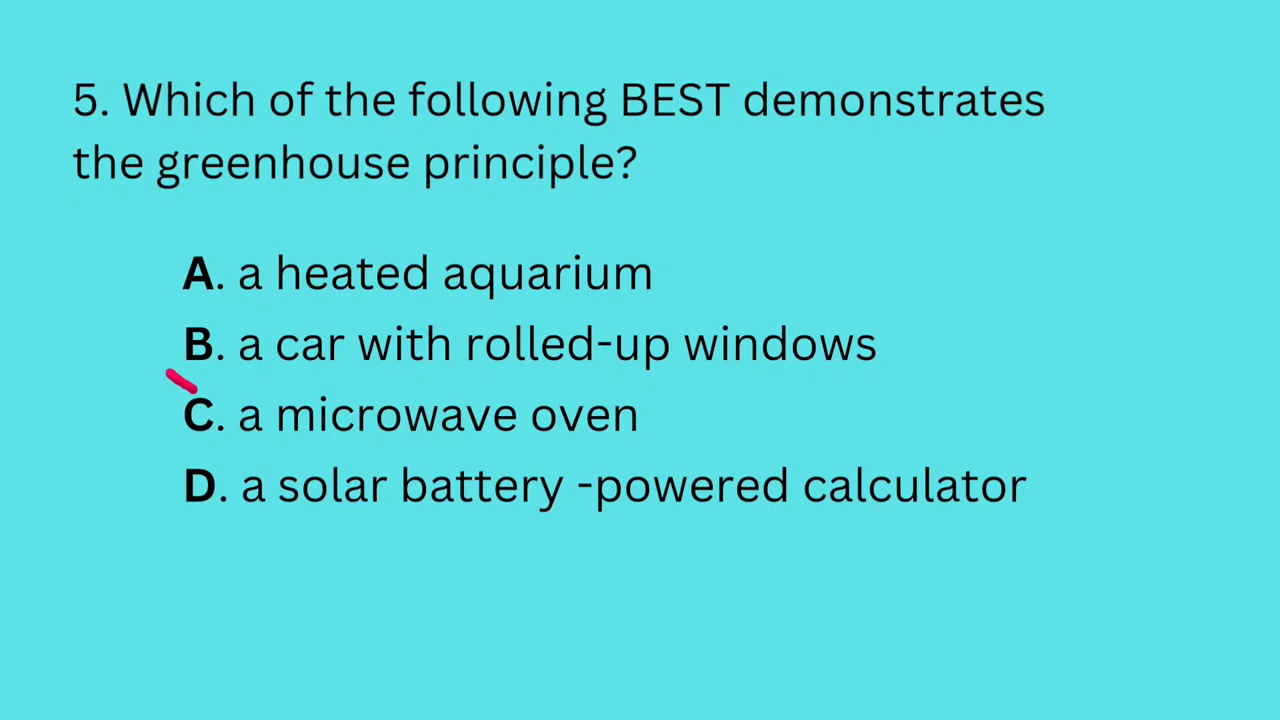 5. Which of the following BEST demonstrates
the greenhouse principle?
A. a heated aquarium
B. a car with rolled-up windows
C. a microwave oven
D. a solar battery -powered calculator